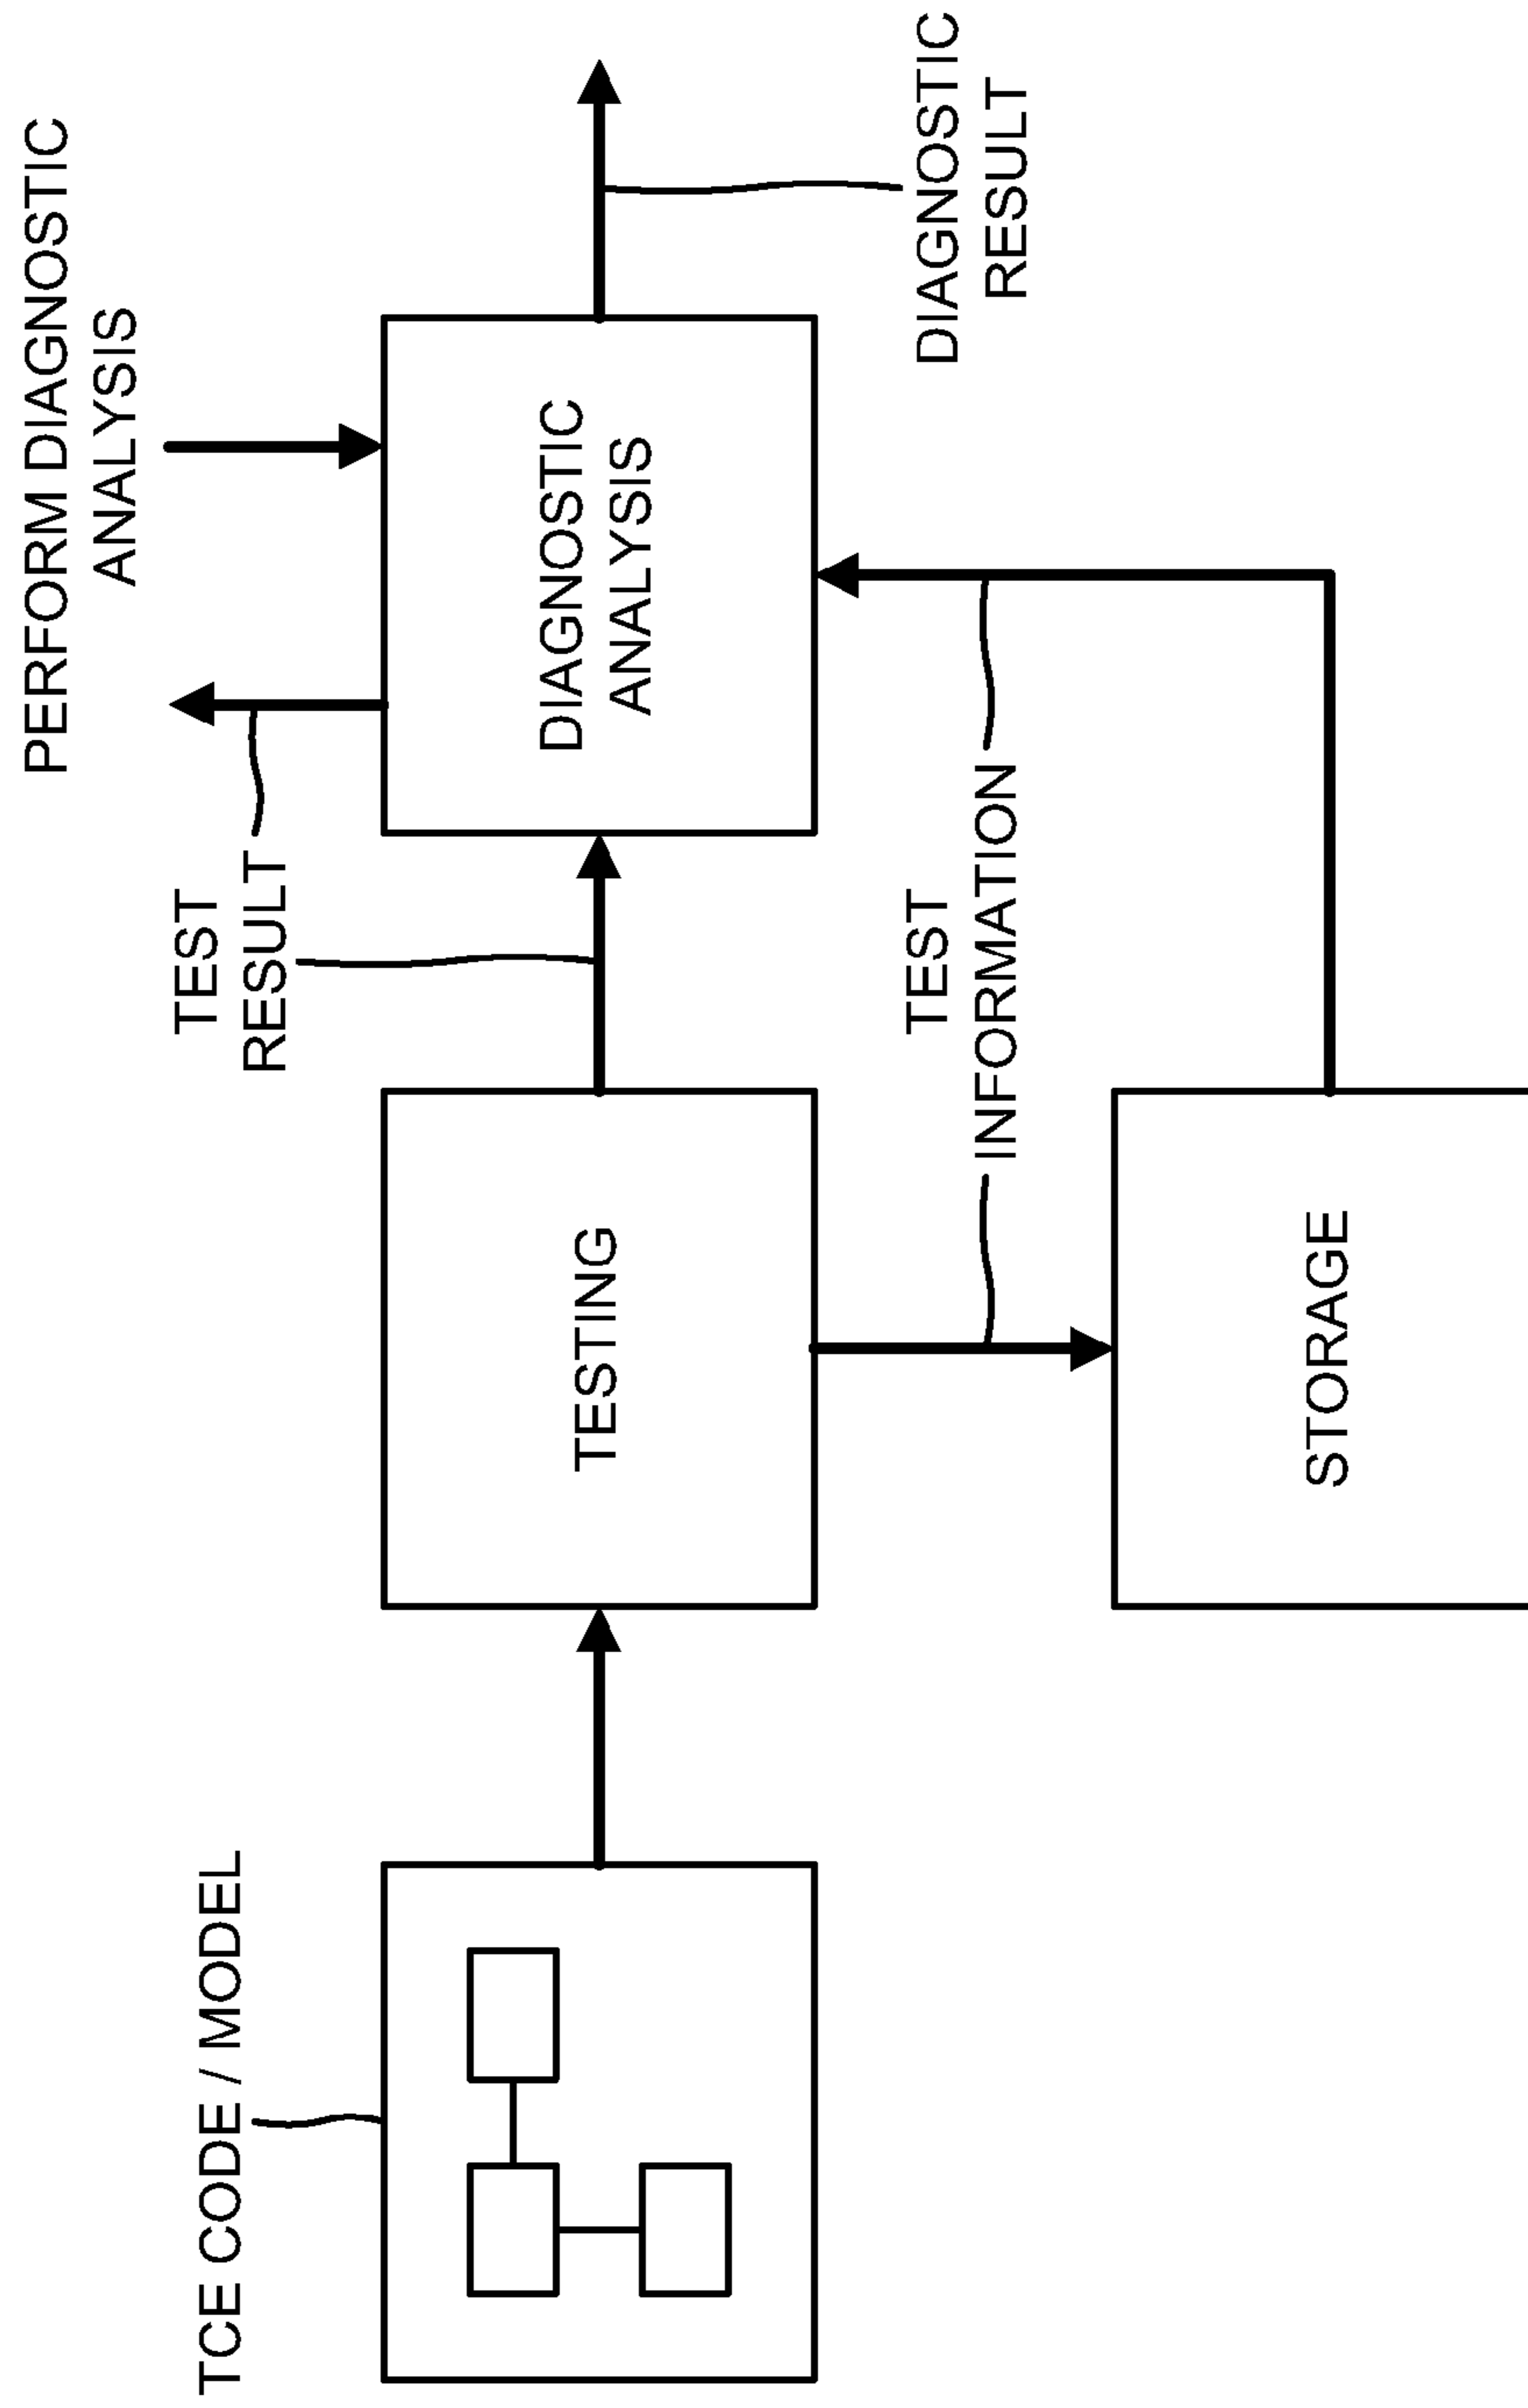 PERFORM DIAGNOSTIC
ANALYSIS
TEST
RESULT
TCE CODE / MODEL
TESTING
DIAGNOSTIC
ANALYSIS
TEST
INFORMATION
DIAGNOSTIC
RESULT
STORAGE